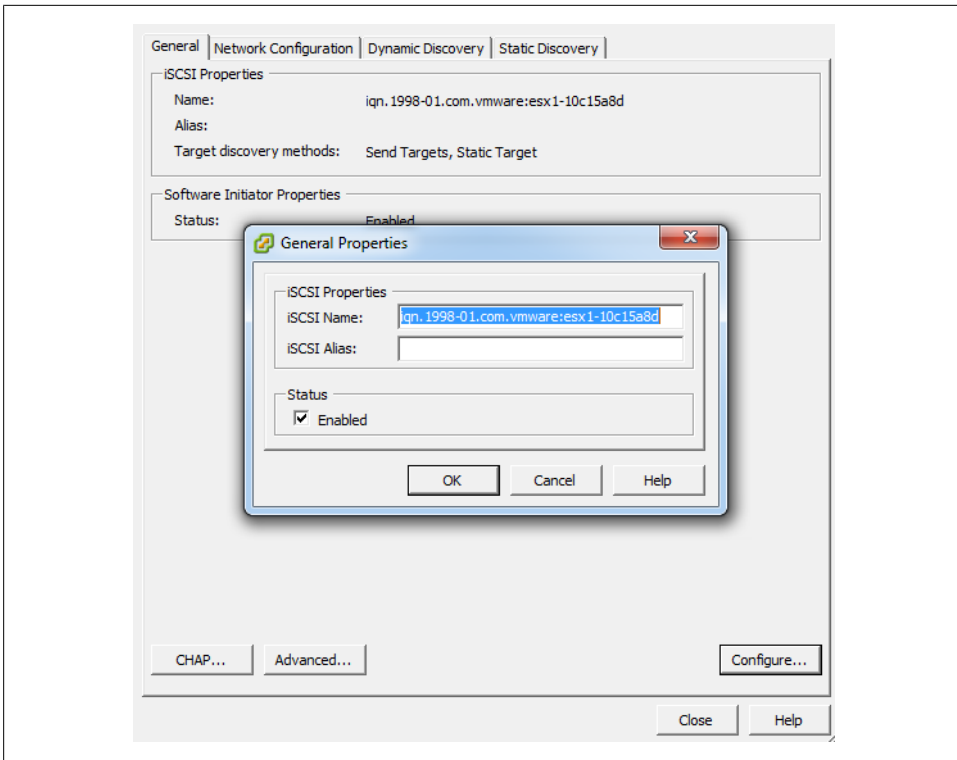 General Network Configuration Dynamic Discovery Static Discovery
iSCSI Properties
Name: iqn.1998-01.com.vmware:esx1-10c15a8d
Alias:
Target discovery methods: Send Targets, Static Target
Software Initiator Properties
Status: Enabled
General Properties
iSCSI Properties
iSCSI Name: iqn.1998-01.com.vmware:esx1-10c15a8d
iSCSI Alias:
Status
Enabled
OK Cancel Help
CHAP... Advanced... Configure...
Close Help